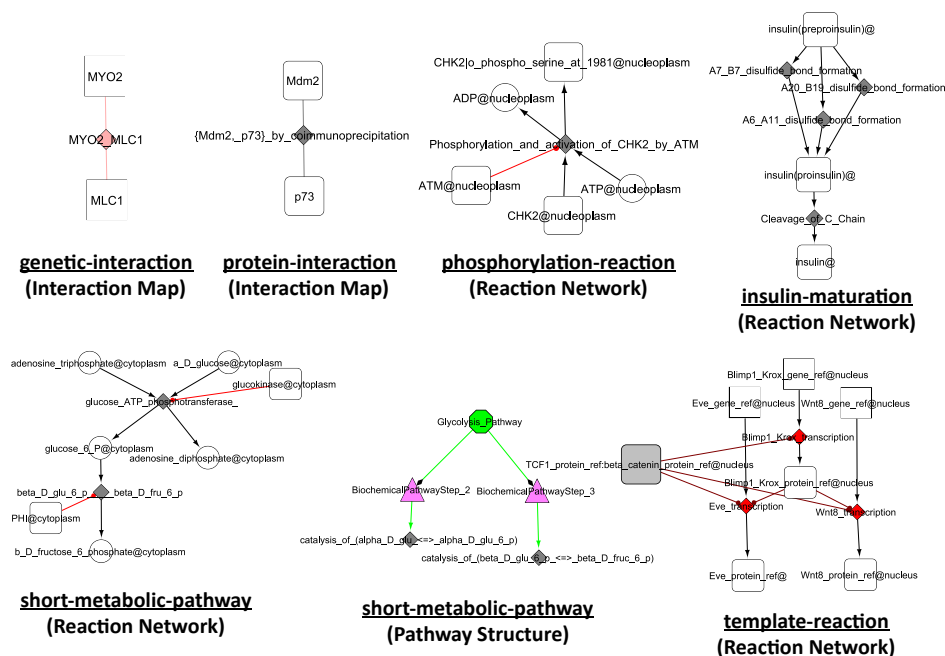 MYO2
MYO2_MLC1
MLC1
genetic-interaction
(Interaction Map)
Mdm2
{Mdm2,_p73}_by_coimmunoprecipitation
p73
protein-interaction
(Interaction Map)
CHK2|o_phospho_serine_at_1981@nucleoplasm
ADP@nucleoplasm
Phosphorylation_and_activation_of_CHK2_by_ATM
ATM@nucleoplasm
ATP@nucleoplasm
CHK2@nucleoplasm
phosphorylation-reaction
(Reaction Network)
insulin(preproinsulin)@
A7_B7_disulfide_bond_formation
A20_B19_disulfide_bond_formation
A6_A11_disulfide_bond_formation
insulin(proinsulin)@
Cleavage_of_C_Chain
insulin@
insulin-maturation
(Reaction Network)
adenosine_triphosphate@cytoplasm
a_D_glucose@cytoplasm
glucokinase@cytoplasm
glucose_ATP_phosphotransferase_
glucose_6_P@cytoplasm
adenosine_diphosphate@cytoplasm
beta_D_glu_6_p_ _beta_D_fru_6_p
PHI@cytoplasm
b_D_fructose_6_phosphate@cytoplasm
short-metabolic-pathway
(Reaction Network)
Glycolysis_Pathway
BiochemicalPathwayStep_2
BiochemicalPathwayStep_3
catalysis_of_(alpha_D_glu_<=>_alpha_D_glu_6_p)
catalysis_of_(beta_D_glu_6_p_<=>_beta_D_fruc_6_p)
short-metabolic-pathway
(Pathway Structure)
Blimp1_Krox_gene_ref@nucleus
Eve_gene_ref@nucleus
Wnt8_gene_ref@nucleus
Blimp1_Krox_transcription
TCF1_protein_ref:beta_catenin_protein_ref@nucleus
Blimp1_Krox_protein_ref@nucleus
Eve_transcription
Wnt8_transcription
Eve_protein_ref@
Wnt8_protein_ref@nucleus
template-reaction
(Reaction Network)